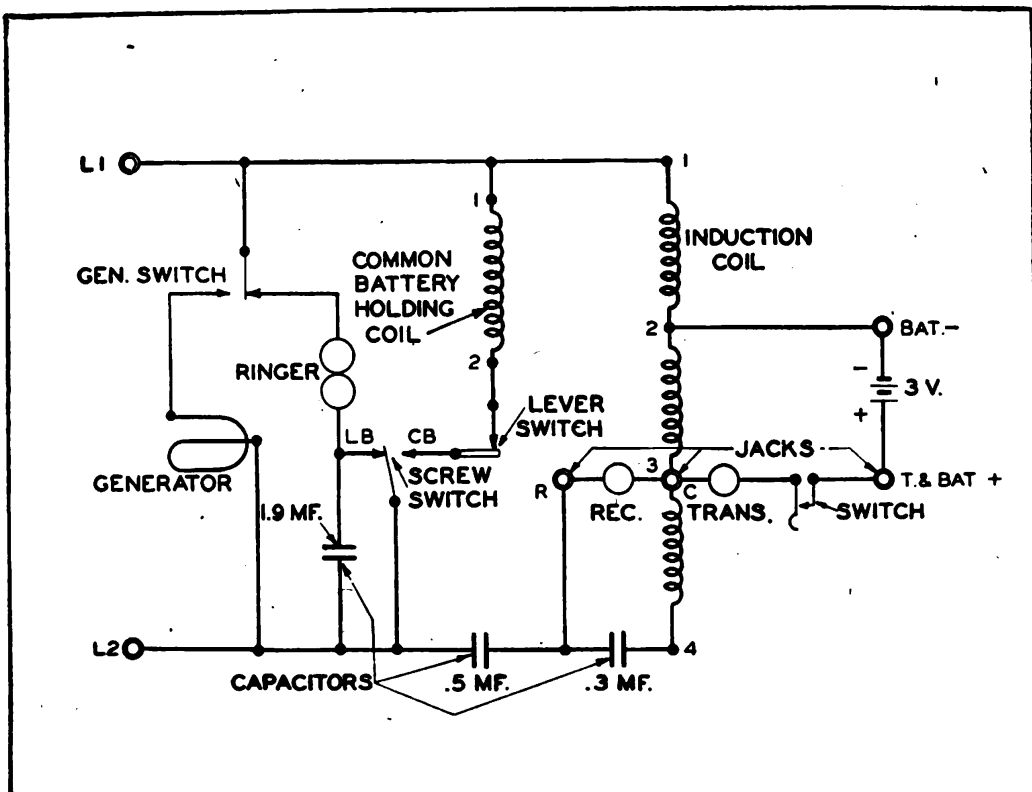 L1
1
1
GEN. SWITCH
COMMON
BATTERY
HOLDING
COIL
INDUCTION
COIL
2
BAT.-
RINGER
2
-
3 V.
+
LEVER
SWITCH
LB
CB
SCREW
SWITCH
JACKS
GENERATOR
R
REC.
3
C
TRANS.
SWITCH
T.& BAT +
1.9 MF.
L2
4
CAPACITORS
.5 MF.
.3 MF.